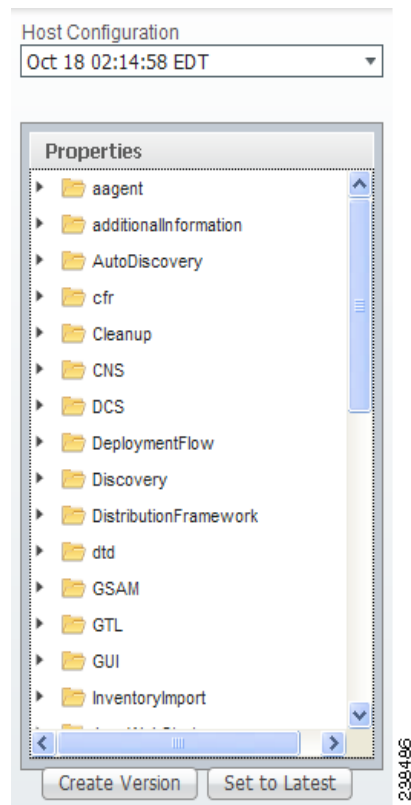 Host Configuration
Oct 18 02:14:58 EDT
Properties
aagent
additionalInformation
AutoDiscovery
cfr
Cleanup
CNS
DCS
DeploymentFlow
Discovery
DistributionFramework
dtd
GSAM
GTL
GUI
InventoryImport
Create Version
Set to Latest
238486